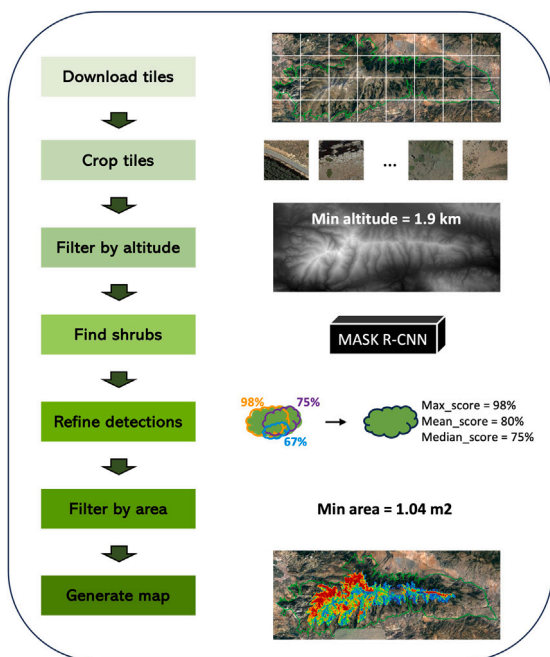 Download tiles
Crop tiles
...
Filter by altitude
Min altitude = 1.9 km
Find shrubs
MASK R-CNN
Refine detections
98%
75%
67%
Max_score = 98%
Mean_score = 80%
Median_score = 75%
Filter by area
Min area = 1.04 m2
Generate map